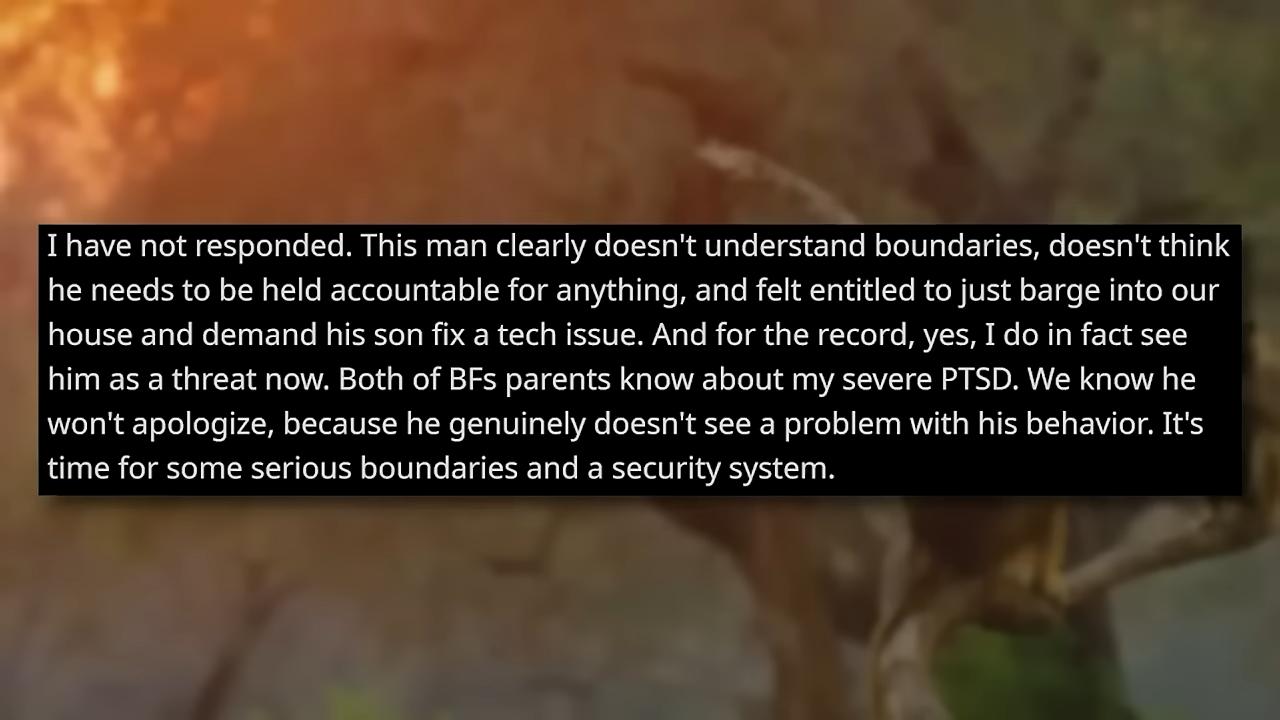 I have not responded. This man clearly doesn't understand boundaries, doesn't think
he needs to be held accountable for anything, and felt entitled to just barge into our
house and demand his son fix a tech issue. And for the record, yes, I do in fact see
him as a threat now. Both of BFs parents know about my severe PTSD. We know he
won't apologize, because he genuinely doesn't see a problem with his behavior. It's
time for some serious boundaries and a security system.